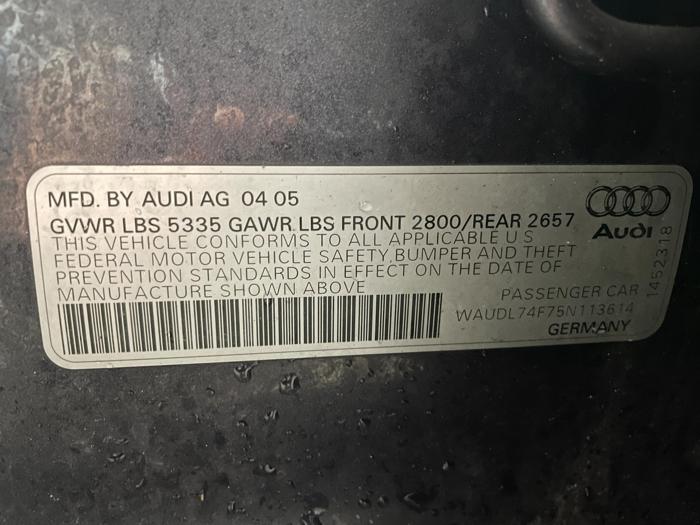 MFD. BY AUDI AG 04 05
GVWR LBS 5335 GAWR LBS FRONT 2800/REAR 2657
THIS VEHICLE CONFORMS TO ALL APPLICABLE U S
FEDERAL MOTOR VEHICLE SAFETY, BUMPER AND THEFT
PREVENTION STANDARDS IN EFFECT ON THE DATE OF
MANUFACTURE SHOWN ABOVE
PASSENGER CAR
WAUDL74F75N113614
GERMANY
Audi
1452318